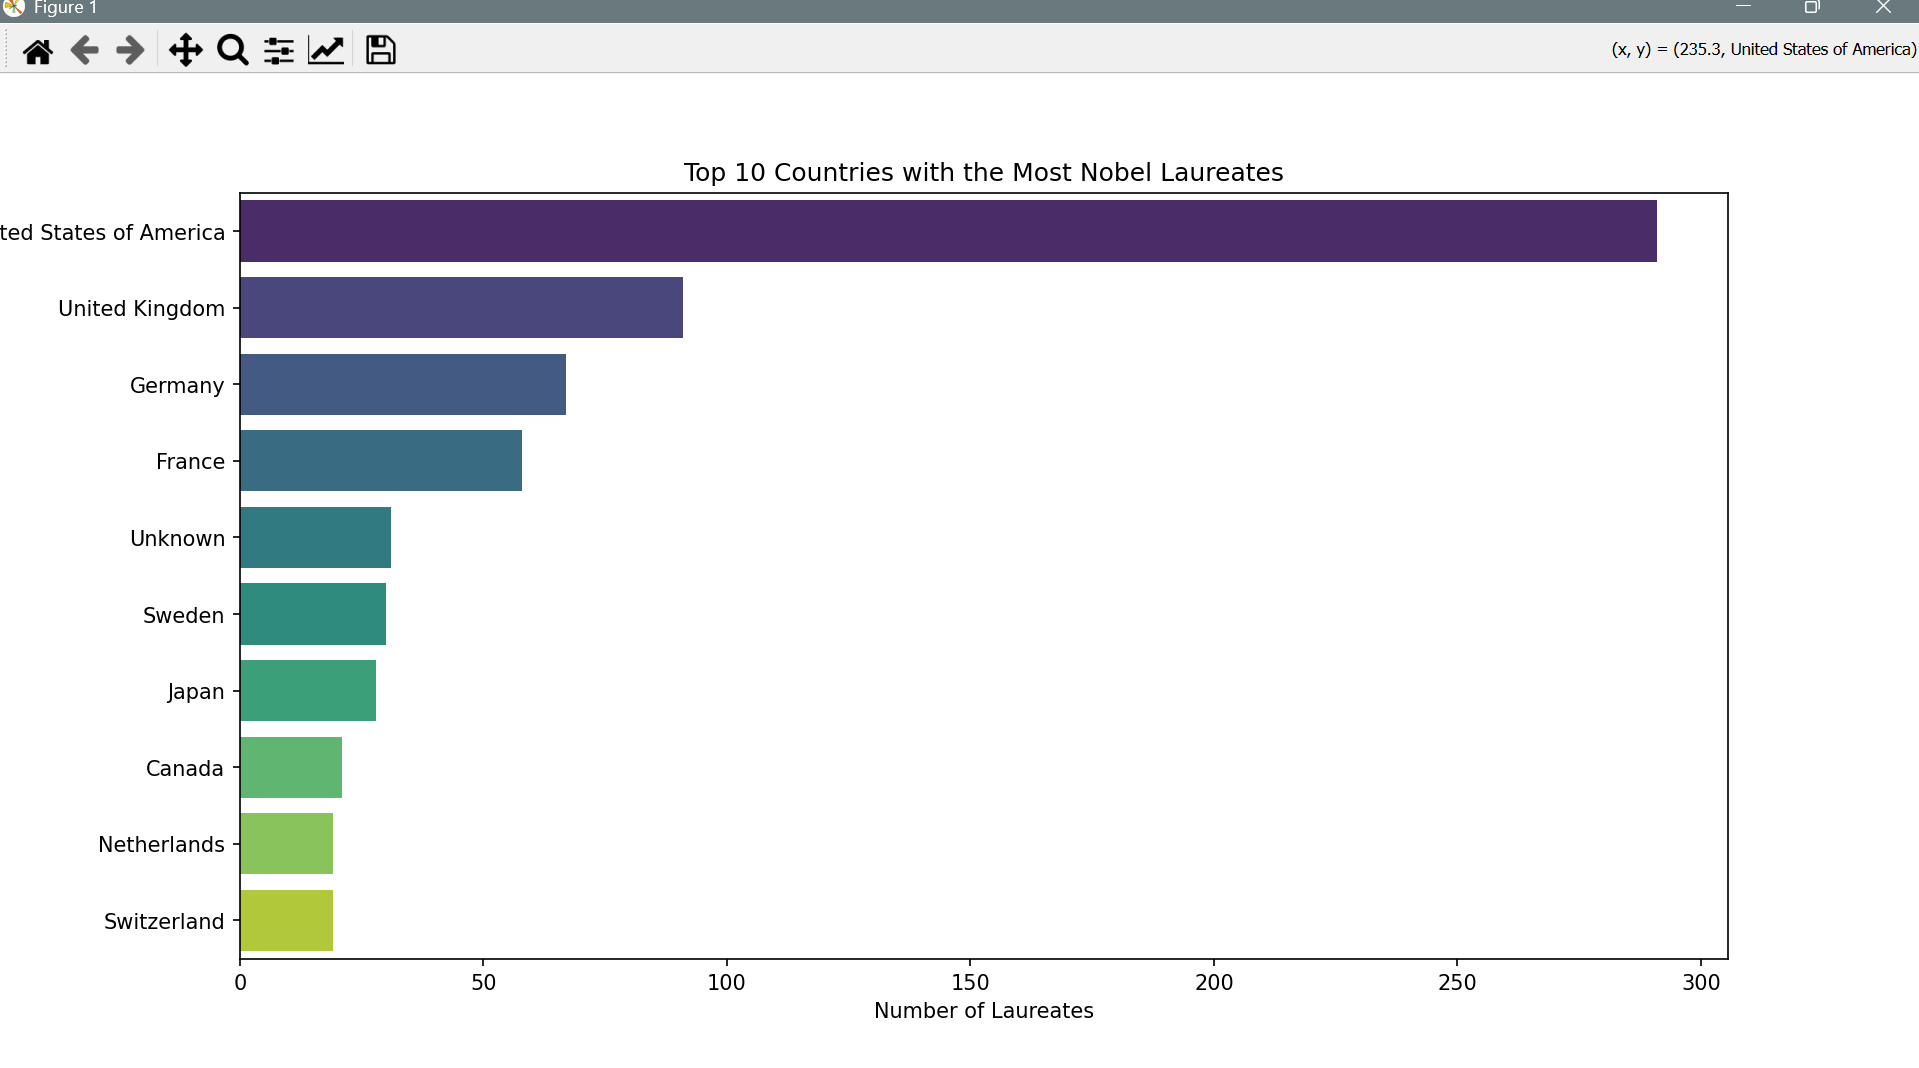 Figure 1
(x, y) = (235.3, United States of America)
Top 10 Countries with the Most Nobel Laureates
ted States of America
United Kingdom
Germany
France
Unknown
Sweden
Japan
Canada
Netherlands
Switzerland
0 50 100 150 200 250 300
Number of Laureates